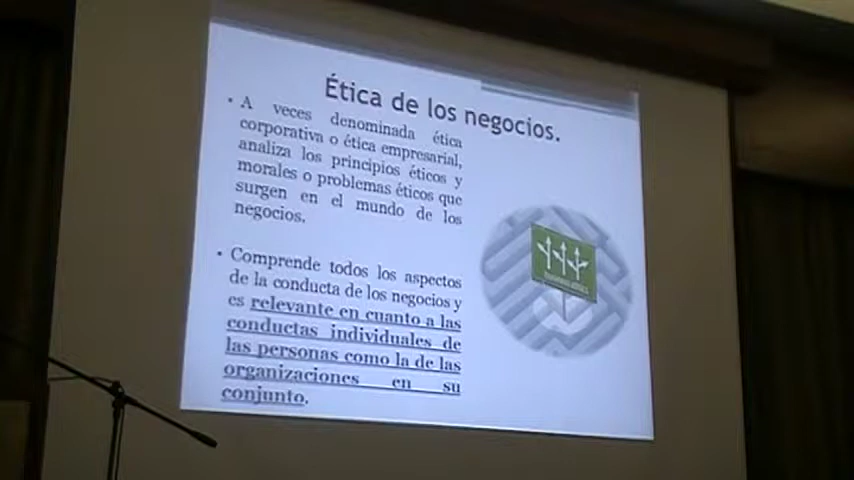 Ética de los negocios.
• A veces denominada ética
corporativa o ética empresarial,
analiza los principios éticos y
morales o problemas éticos que
surgen en el mundo de los
negocios.
• Comprende todos los aspectos
de la conducta de los negocios y
es relevante en cuanto a las
conductas individuales de
las personas como la de las
organizaciones en su
conjunto.